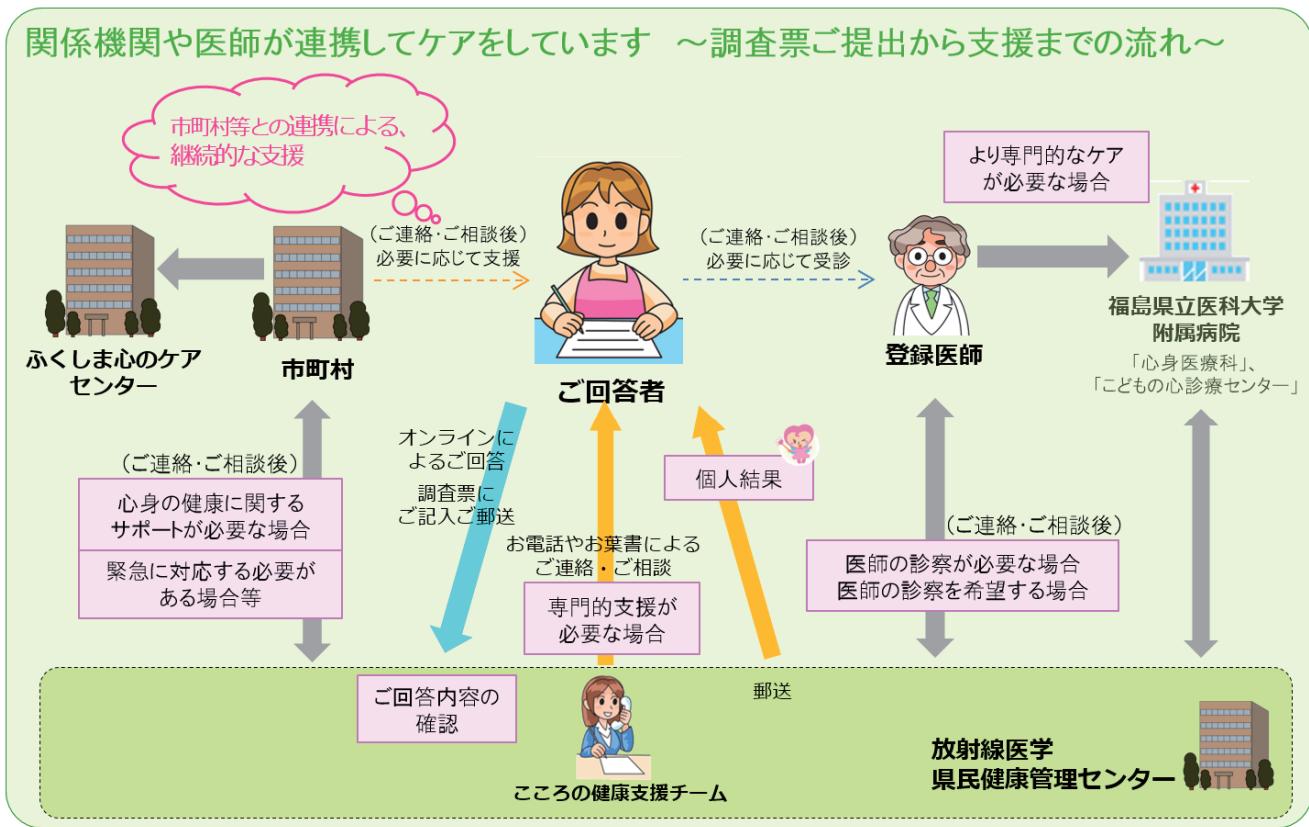 関係機関や医師が連携してケアをしています　～調査票ご提出から支援までの流れ～
市町村等との連携による、
継続的な支援
より専門的なケア
が必要な場合
(ご連絡･ご相談後)
必要に応じて支援
(ご連絡･ご相談後)
必要に応じて受診
ふくしま心のケア
センター
市町村
ご回答者
登録医師
福島県立医科大学
附属病院
「心身医療科」、
「こどもの心診療センター」
(ご連絡･ご相談後)
心身の健康に関する
サポートが必要な場合
緊急に対応する必要が
ある場合等
オンラインに
よるご回答
調査票に
ご記入ご郵送
お電話やお葉書による
ご連絡・ご相談
専門的支援が
必要な場合
個人結果
(ご連絡･ご相談後)
医師の診察が必要な場合
医師の診察を希望する場合
ご回答内容の
確認
郵送
こころの健康支援チーム
放射線医学
県民健康管理センター